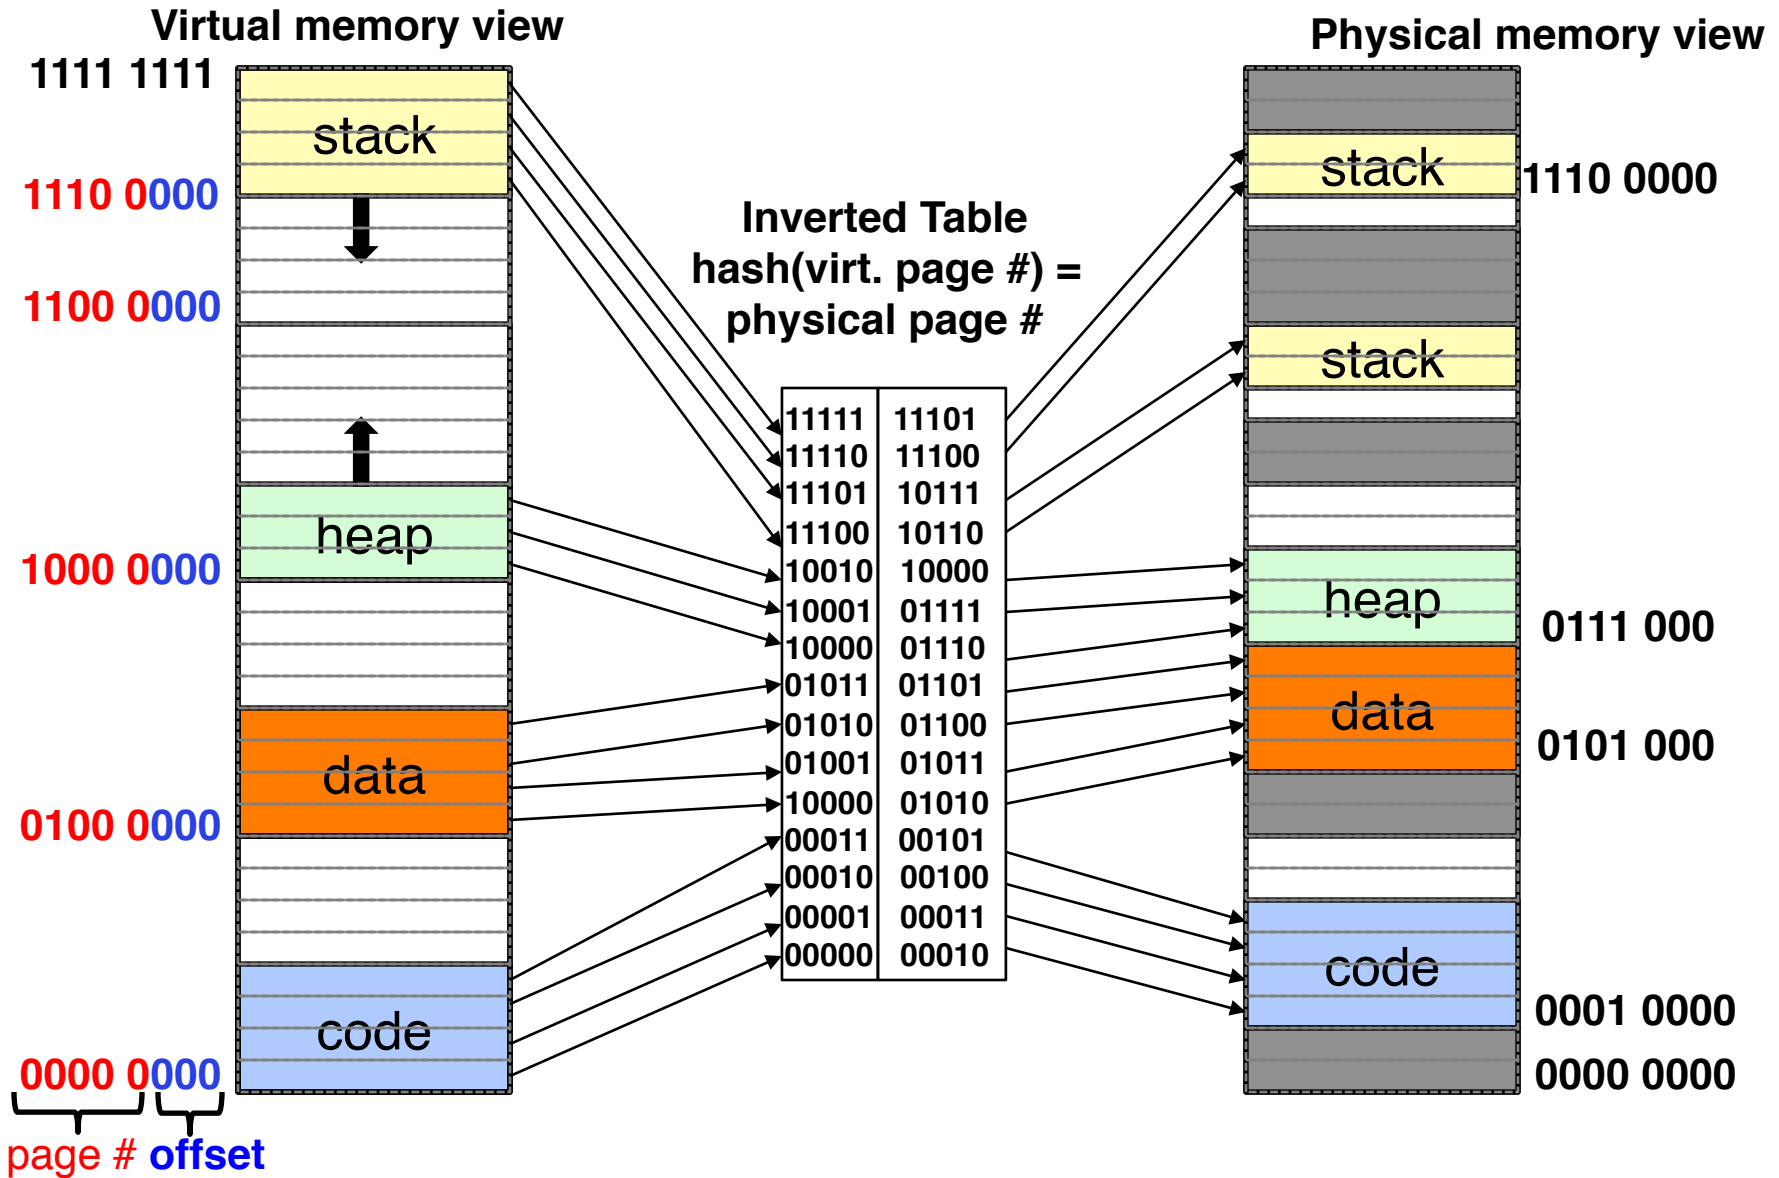 Virtual memory view
Physical memory view
1111 1111
stack
1110 0000
1100 0000
heap
1000 0000
data
0100 0000
code
0000 0000
page # offset
Inverted Table
hash(virt. page #) =
physical page #
11111 11101
11110 11100
11101 10111
11100 10110
10010 10000
10001 01111
10000 01110
01011 01101
01010 01100
01001 01011
10000 01010
00011 00101
00010 00100
00001 00011
00000 00010
stack
1110 0000
stack
heap
0111 000
data
0101 000
code
0001 0000
0000 0000